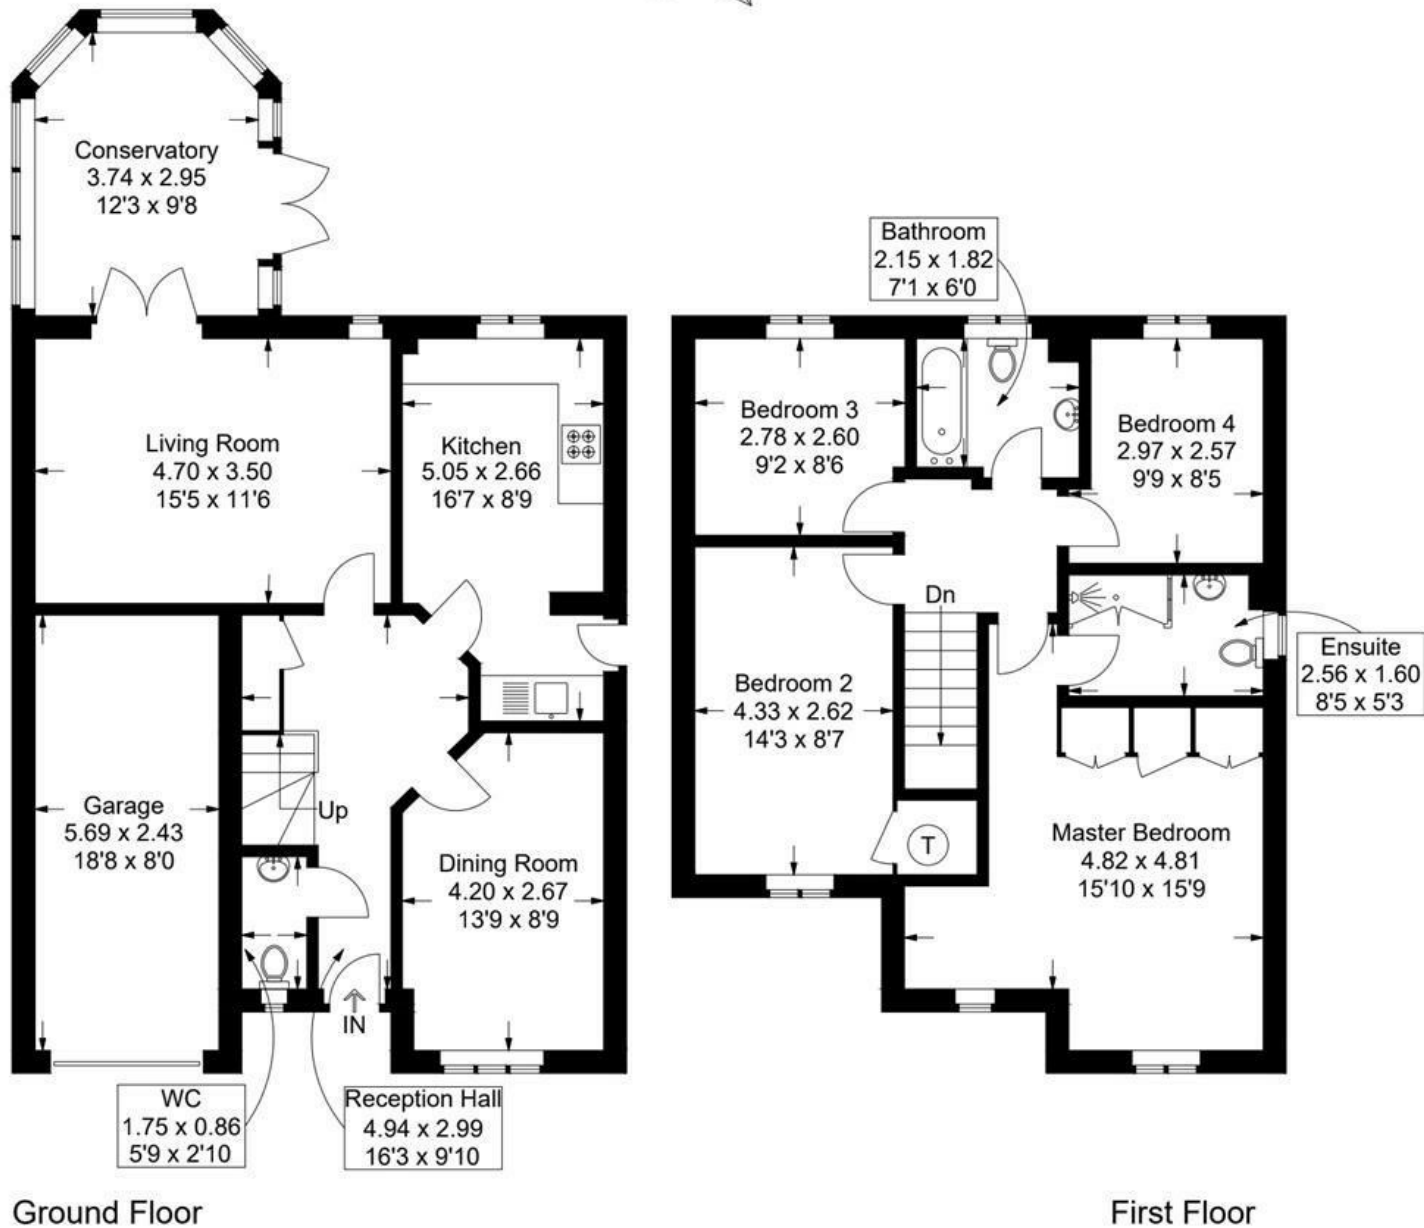 Conservatory
3.74 x 2.95
12'3 x 9'8
Living Room
4.70 x 3.50
15'5 x 11'6
Kitchen
5.05 x 2.66
16'7 x 8'9
Garage
5.69 x 2.43
18'8 x 8'0
Up
Dining Room
4.20 x 2.67
13'9 x 8'9
IN
WC
1.75 x 0.86
5'9 x 2'10
Reception Hall
4.94 x 2.99
16'3 x 9'10
Ground Floor
Bathroom
2.15 x 1.82
7'1 x 6'0
Bedroom 3
2.78 x 2.60
9'2 x 8'6
Bedroom 4
2.97 x 2.57
9'9 x 8'5
Dn
Ensuite
2.56 x 1.60
8'5 x 5'3
Bedroom 2
4.33 x 2.62
14'3 x 8'7
T
Master Bedroom
4.82 x 4.81
15'10 x 15'9
First Floor